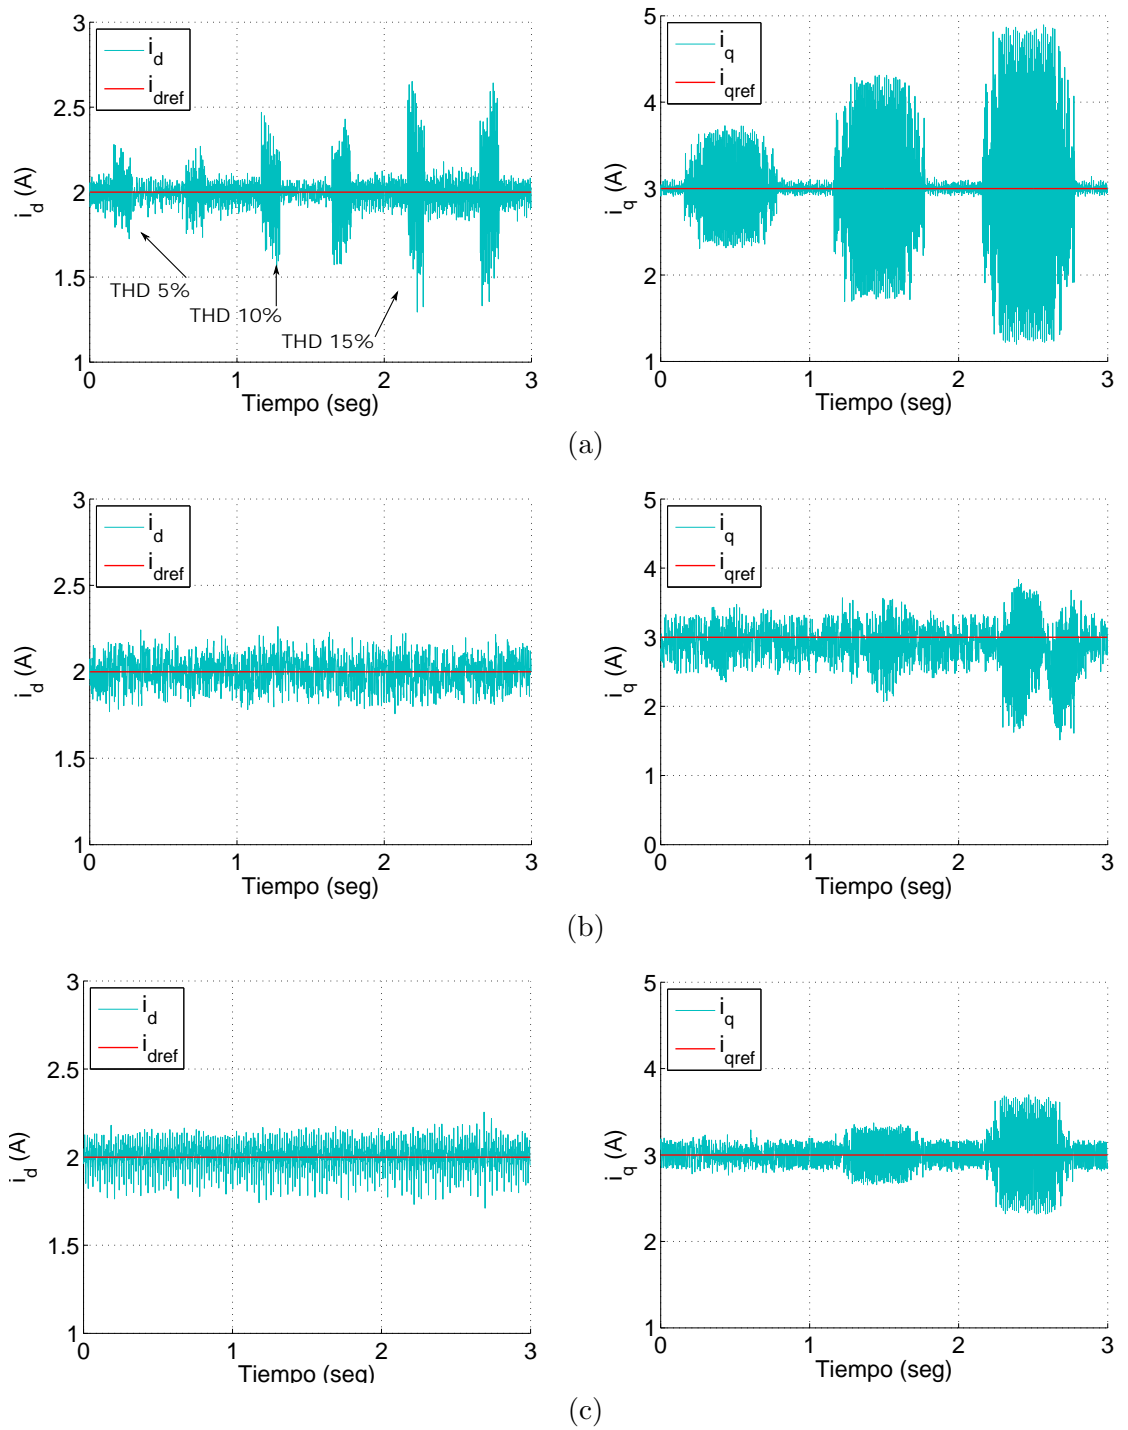 3
2.5
2
1.5
1
i_d (A)
i_d
i_dref
THD 5%
THD 10%
THD 15%
0 1 2 3
Tiempo (seg)
5
4
3
2
1
i_q (A)
i_q
i_qref
0 1 2 3
Tiempo (seg)
(a)
3
2.5
2
1.5
1
i_d (A)
i_d
i_dref
0 1 2 3
Tiempo (seg)
5
4
3
2
1
0
i_q (A)
i_q
i_qref
0 1 2 3
Tiempo (seg)
(b)
3
2.5
2
1.5
1
i_d (A)
i_d
i_dref
0 1 2 3
Tiempo (seg)
5
4
3
2
1
i_q (A)
i_q
i_qref
0 1 2 3
Tiempo (seg)
(c)